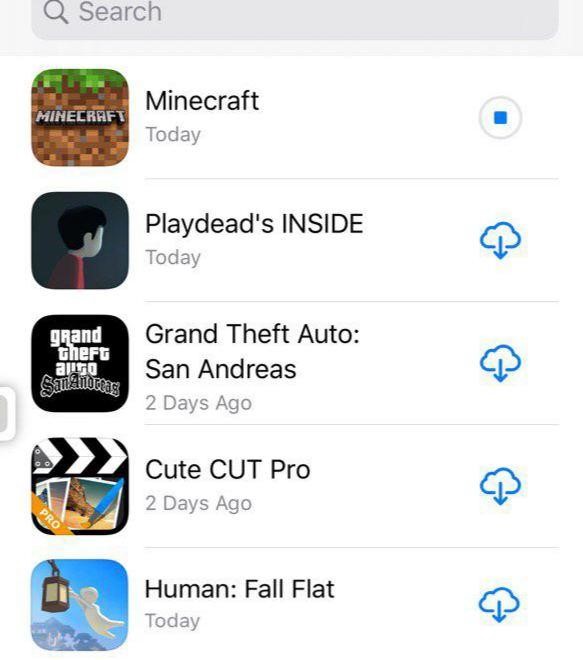 Search
MINECRAFT
Minecraft
Today
Playdead's INSIDE
Today
grand
theft
auto
San Andreas
Grand Theft Auto:
San Andreas
2 Days Ago
PRO
Cute CUT Pro
2 Days Ago
Human: Fall Flat
Today